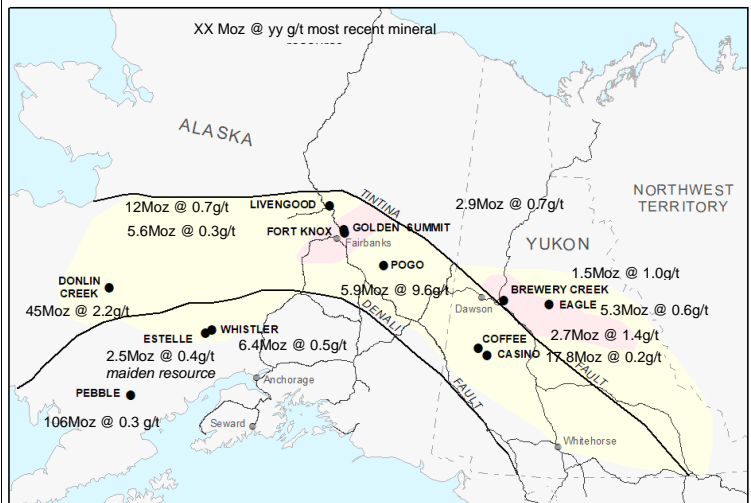 XX Moz @ yy g/t most recent mineral
ALASKA
NORTHWEST
TERRITORY
12Moz @ 0.7g/t
LIVENGOOD
TINTINA
2.9Moz @ 0.7g/t
5.6Moz @ 0.3g/t
FORT KNOX
GOLDEN SUMMIT
Fairbanks
YUKON
POGO
1.5Moz @ 1.0g/t
DONLIN
CREEK
5.9Moz @ 9.6g/t
BREWERY CREEK
Dawson
EAGLE
5.3Moz @ 0.6g/t
45Moz @ 2.2g/t
DENALI
ESTELLE
WHISTLER
2.7Moz @ 1.4g/t
6.4Moz @ 0.5g/t
COFFEE
CASINO
17.8Moz @ 0.2g/t
2.5Moz @ 0.4g/t
maiden resource
FAULT
FAULT
Anchorage
PEBBLE
106Moz @ 0.3 g/t
Seward
Whitehorse